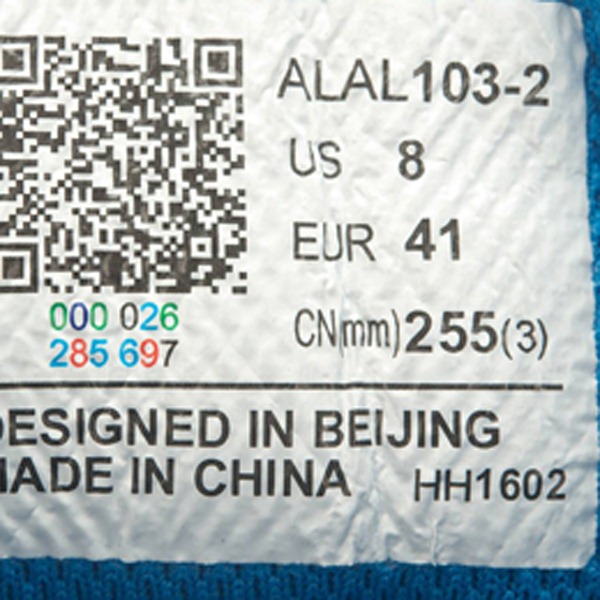 ALAL103-2
US 8
EUR 41
CN(mm)255(3)
000 026
285 697
DESIGNED IN BEIJING
MADE IN CHINA HH1602